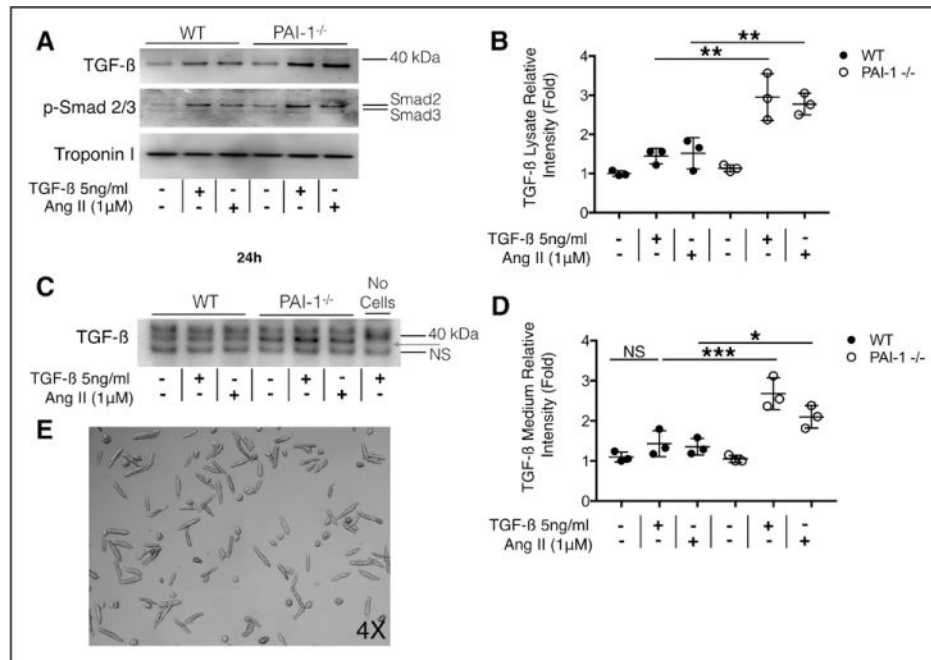 A
WT PAI-1-/-
TGF-ß 40 kDa
p-Smad 2/3 Smad2
Smad3
Troponin I
TGF-ß 5ng/ml - + - - + -
Ang II (1µM) - - + - - +
B
TGF-ß Lysate Relative
Intensity (Fold)
4
3
2
1
0
** **
WT
PAI-1 -/-
TGF-ß 5ng/ml - + - - + -
Ang II (1µM) - - + - - +
24h
C
WT PAI-1-/- No
Cells
TGF-ß 40 kDa
NS
TGF-ß 5ng/ml - + - - + - +
Ang II (1µM) - - + - - + -
D
TGF-ß Medium Relative
Intensity (Fold)
4
3
2
1
0
NS *** *
WT
PAI-1 -/-
TGF-ß 5ng/ml - + - - + -
Ang II (1µM) - - + - - +
E
4X